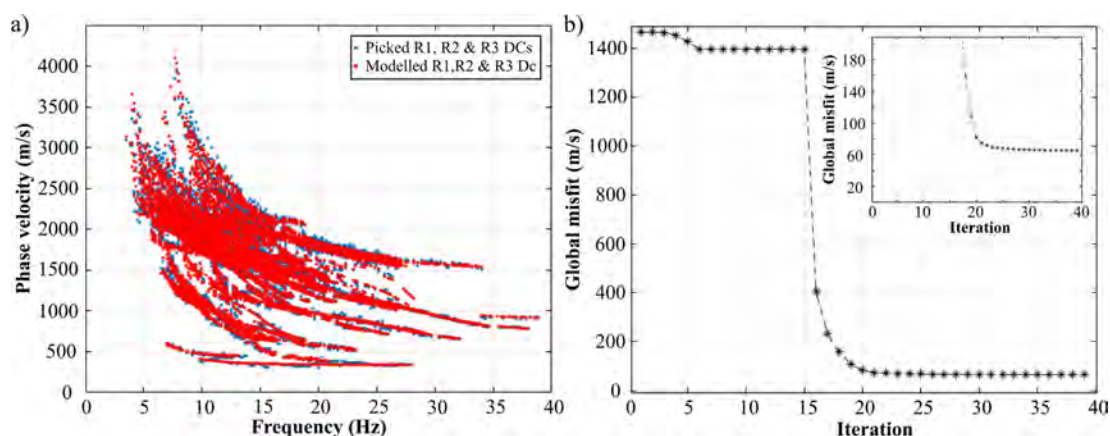 a)
Phase velocity (m/s)
4000
3500
3000
2500
2000
1500
1000
500
0
0 5 10 15 20 25 30 35 40
Frequency (Hz)
Picked R1, R2 & R3 DCs
Modelled R1,R2 & R3 Dc
b)
Global misfit (m/s)
1400
1200
1000
800
600
400
200
0
0 5 10 15 20 25 30 35 40
Iteration
Global misfit (m/s)
180
140
100
60
20
0 10 20 30 40
Iteration